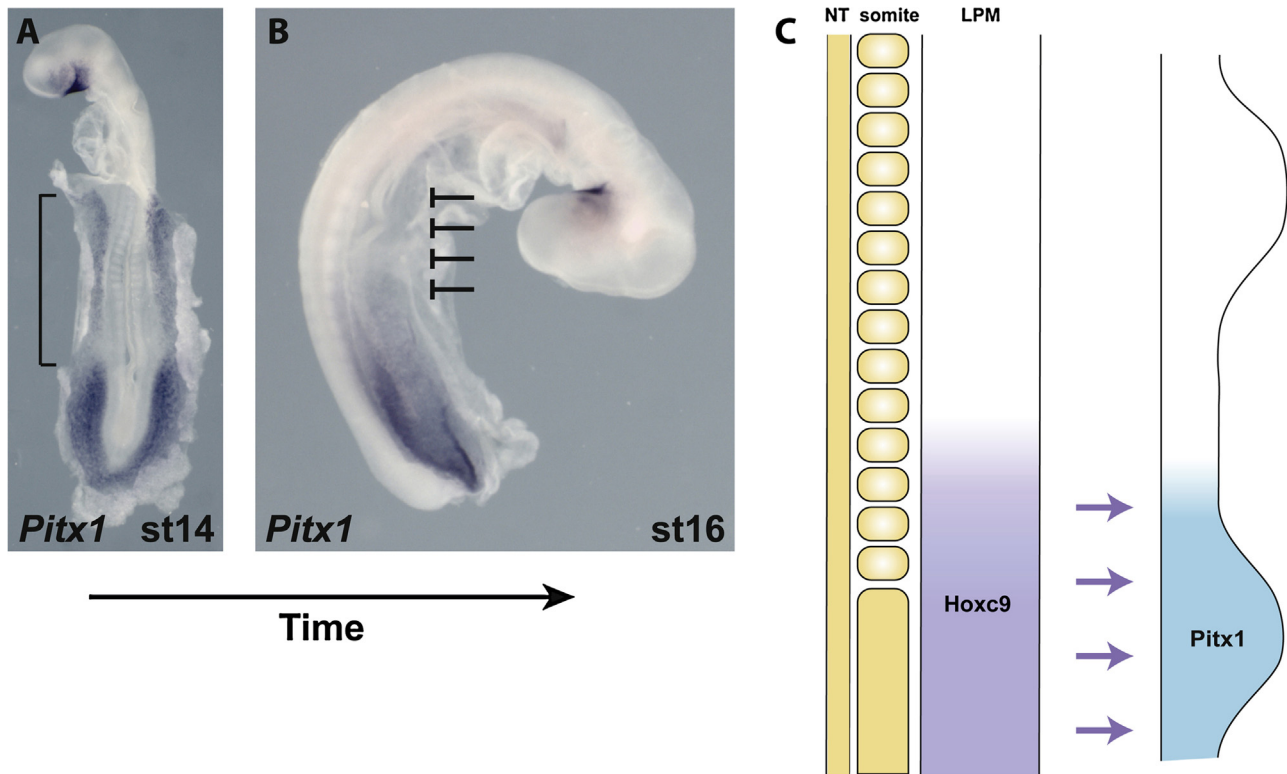 A
B
C
NT somite LPM
Pitx1 st14
Pitx1 st16
Time
Hoxc9
Pitx1